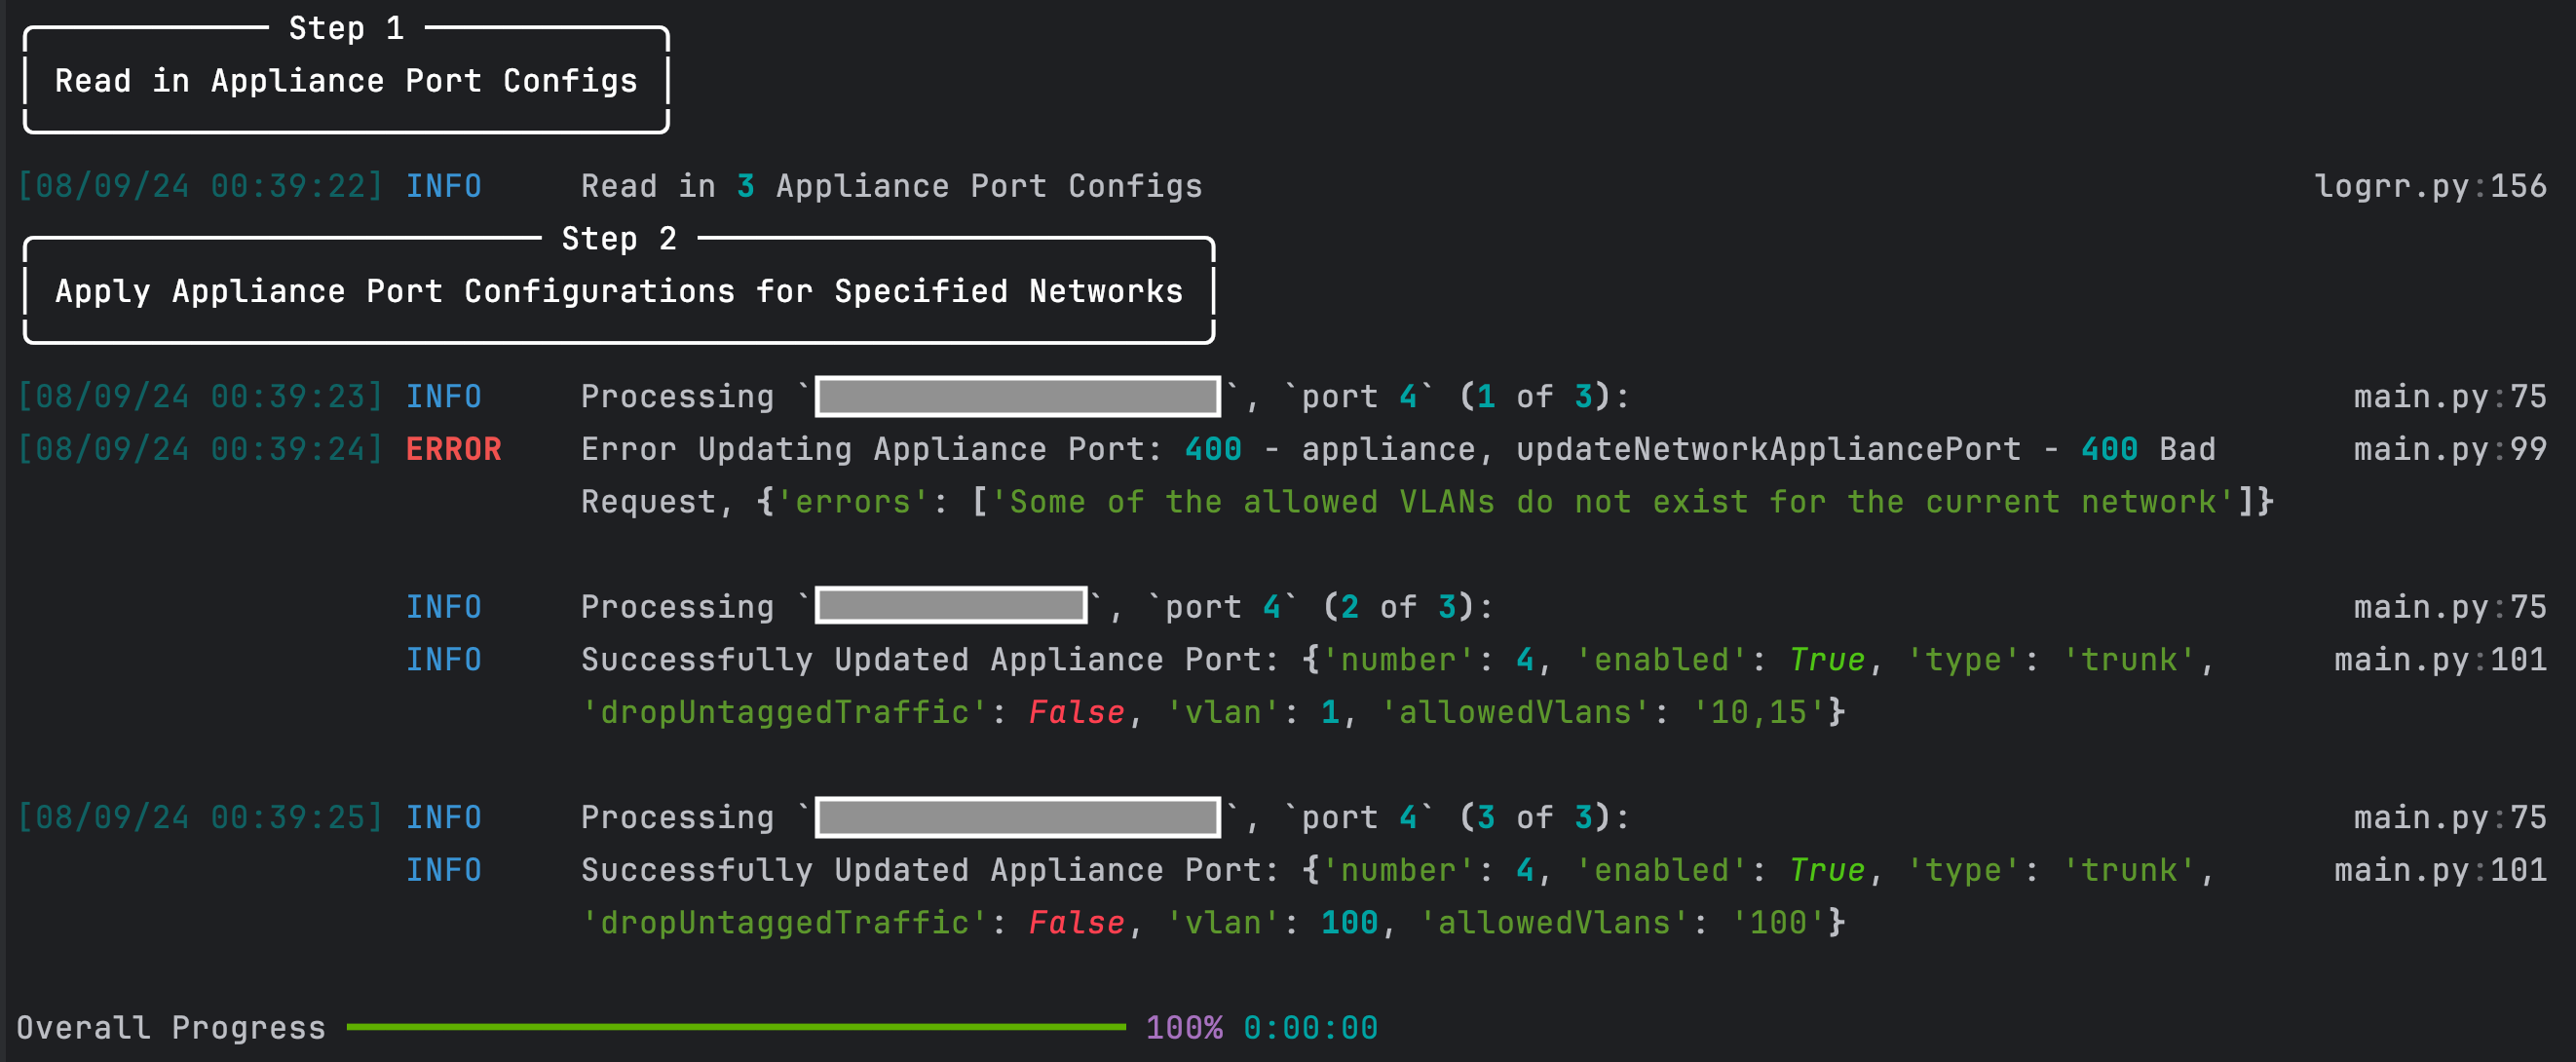 Step 1
Read in Appliance Port Configs
[08/09/24 00:39:22] INFO Read in 3 Appliance Port Configs logrr.py:156
Step 2
Apply Appliance Port Configurations for Specified Networks
[08/09/24 00:39:23] INFO Processing ``, `port 4` (1 of 3): main.py:75
[08/09/24 00:39:24] ERROR Error Updating Appliance Port: 400 - appliance, updateNetworkAppliancePort - 400 Bad main.py:99
Request, {'errors': ['Some of the allowed VLANs do not exist for the current network']}
INFO Processing ``, `port 4` (2 of 3): main.py:75
INFO Successfully Updated Appliance Port: {'number': 4, 'enabled': True, 'type': 'trunk', main.py:101
'dropUntaggedTraffic': False, 'vlan': 1, 'allowedVlans': '10,15'}
[08/09/24 00:39:25] INFO Processing ``, `port 4` (3 of 3): main.py:75
INFO Successfully Updated Appliance Port: {'number': 4, 'enabled': True, 'type': 'trunk', main.py:101
'dropUntaggedTraffic': False, 'vlan': 100, 'allowedVlans': '100'}
Overall Progress 100% 0:00:00